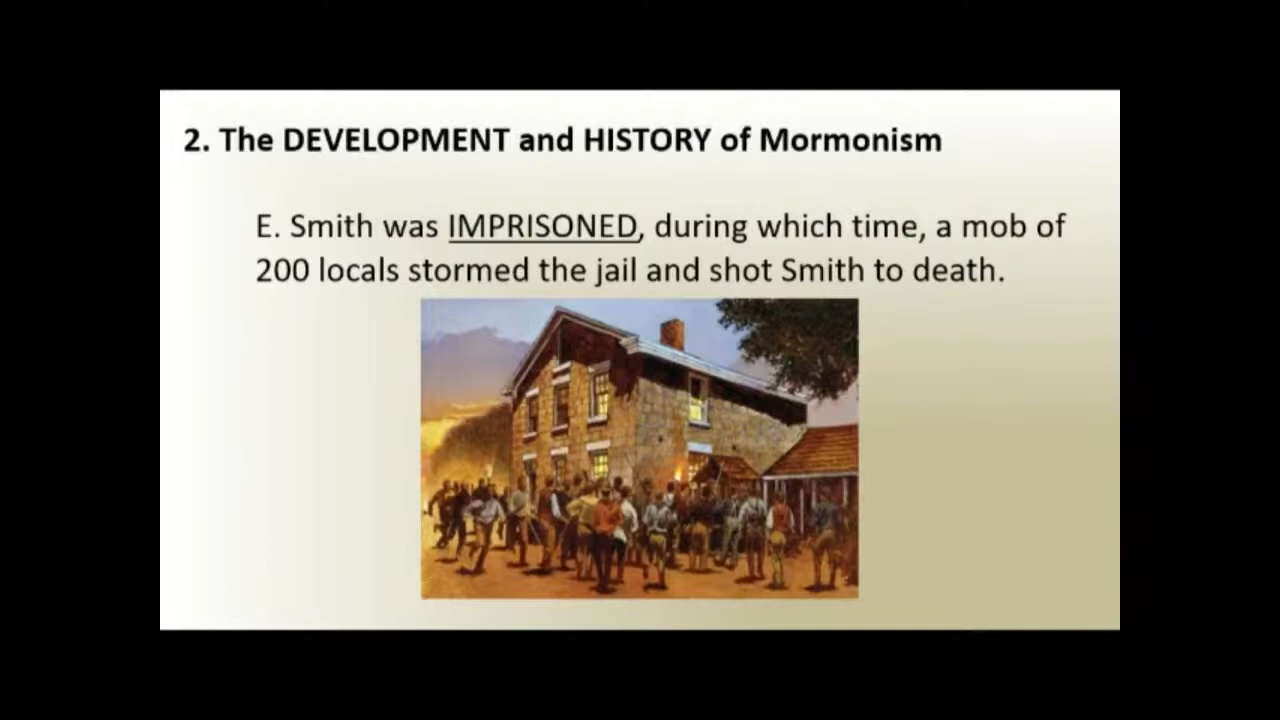 2. The DEVELOPMENT and HISTORY of Mormonism
E. Smith was IMPRISONED, during which time, a mob of
200 locals stormed the jail and shot Smith to death.